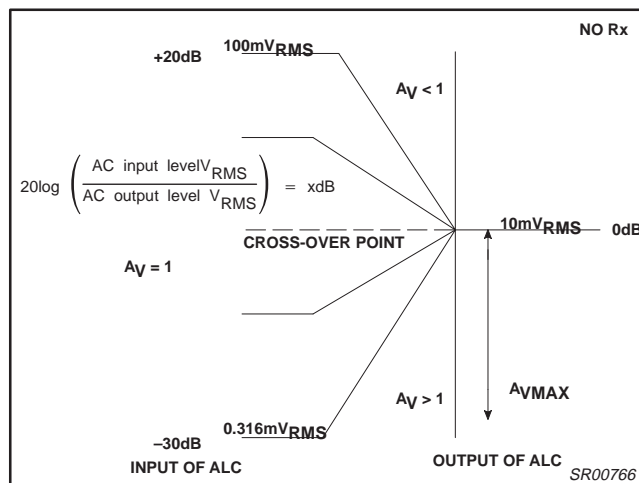 NO Rx
+20dB
100mVRMS
AV < 1
20log ( AC input levelVRMS / AC output level VRMS ) = xdB
10mVRMS
0dB
CROSS-OVER POINT
AV = 1
AV > 1
AVMAX
0.316mVRMS
–30dB
INPUT OF ALC
OUTPUT OF ALC
SR00766